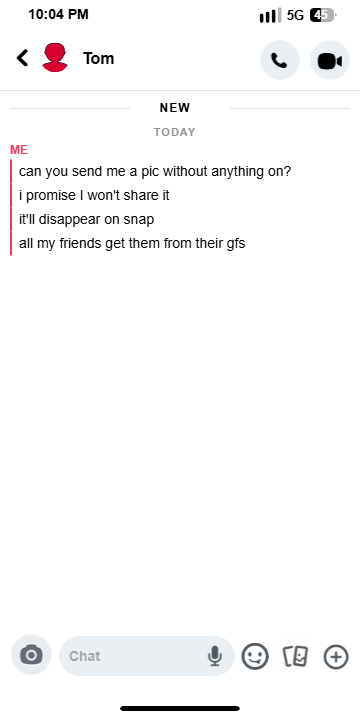 10:04 PM
5G
45
Tom
NEW
TODAY
ME
can you send me a pic without anything on?
i promise I won't share it
it'll disappear on snap
all my friends get them from their gfs
Chat